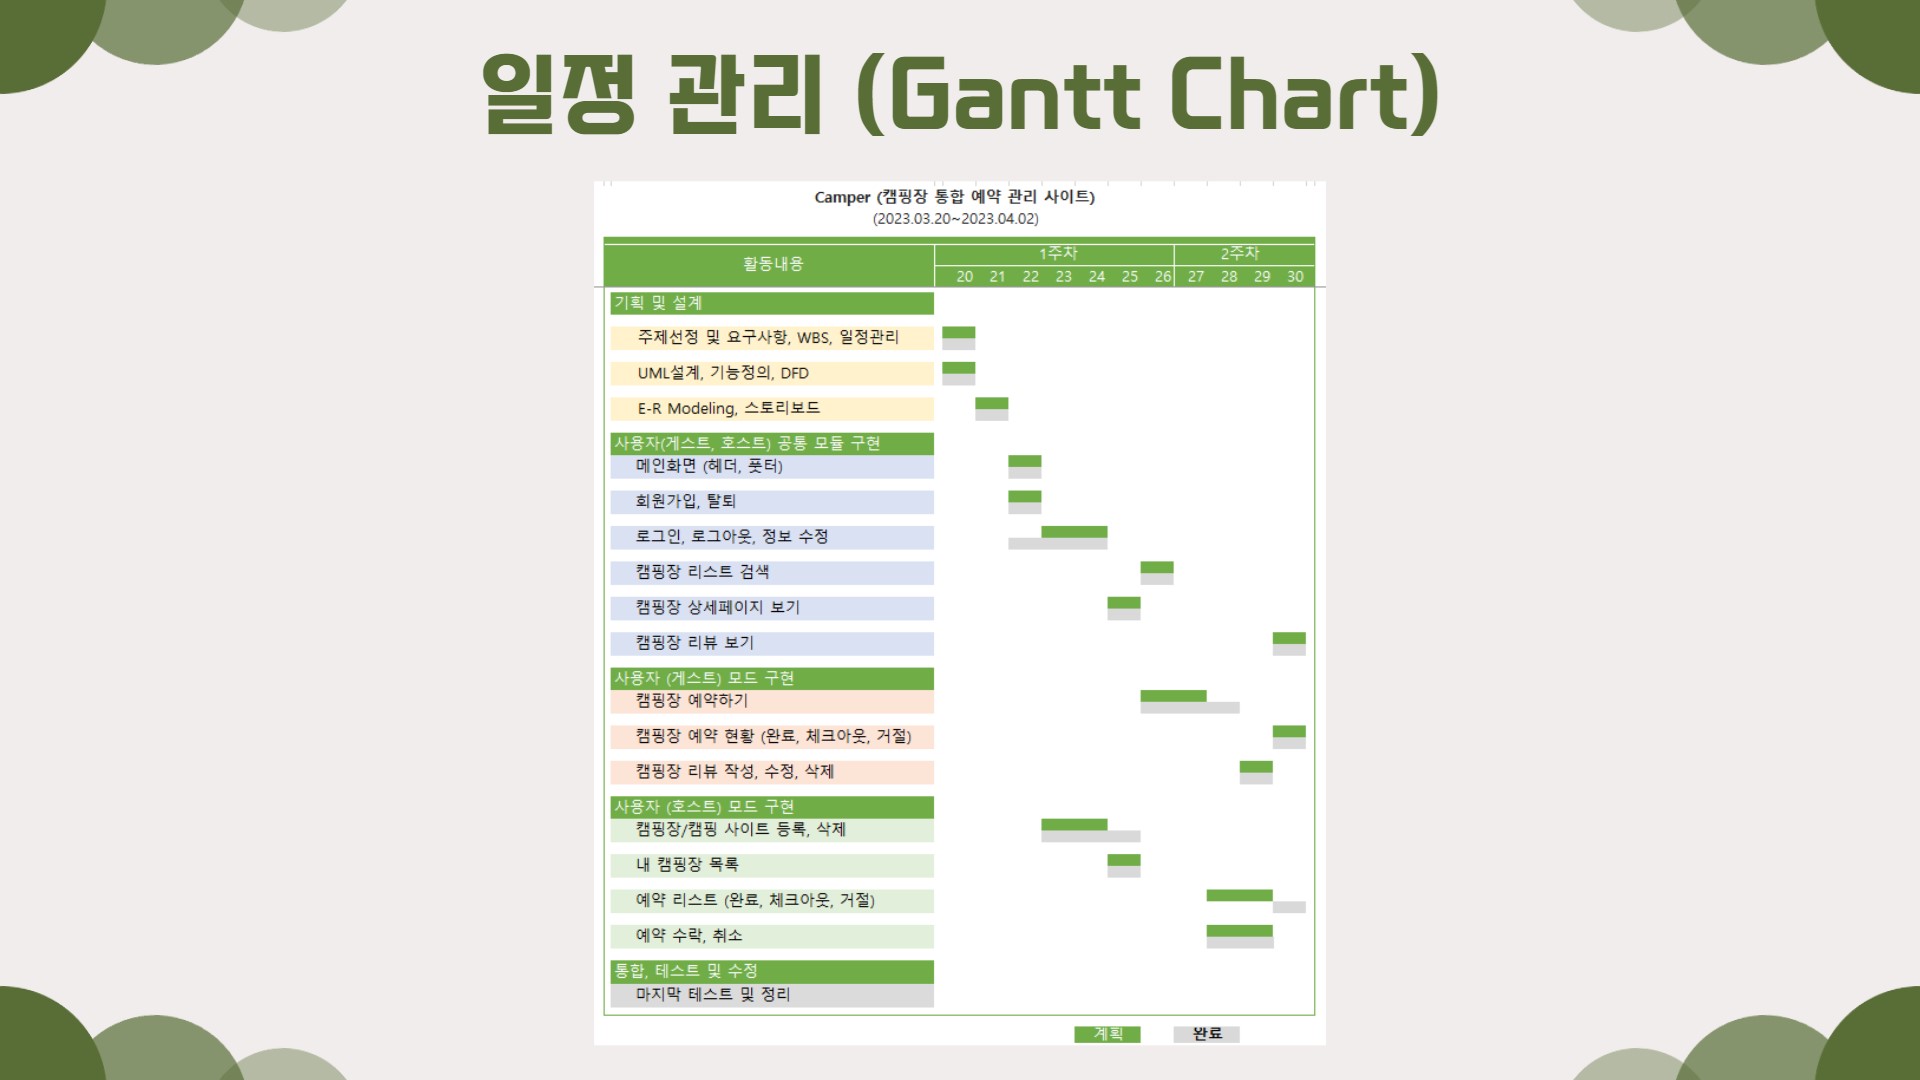 일정 관리 (Gantt Chart)
Camper (캠핑장 통합 예약 관리 사이트)
(2023.03.20~2023.04.02)
활동내용
1주차 2주차
20 21 22 23 24 25 26 27 28 29 30
기획 및 설계
주제선정 및 요구사항, WBS, 일정관리
UML설계, 기능정의, DFD
E-R Modeling, 스토리보드
사용자(게스트, 호스트) 공통 모듈 구현
메인화면 (헤더, 풋터)
회원가입, 탈퇴
로그인, 로그아웃, 정보 수정
캠핑장 리스트 검색
캠핑장 상세페이지 보기
캠핑장 리뷰 보기
사용자 (게스트) 모드 구현
캠핑장 예약하기
캠핑장 예약 현황 (완료, 체크아웃, 거절)
캠핑장 리뷰 작성, 수정, 삭제
사용자 (호스트) 모드 구현
캠핑장/캠핑 사이트 등록, 삭제
내 캠핑장 목록
예약 리스트 (완료, 체크아웃, 거절)
예약 수락, 취소
통합, 테스트 및 수정
마지막 테스트 및 정리
계획 완료